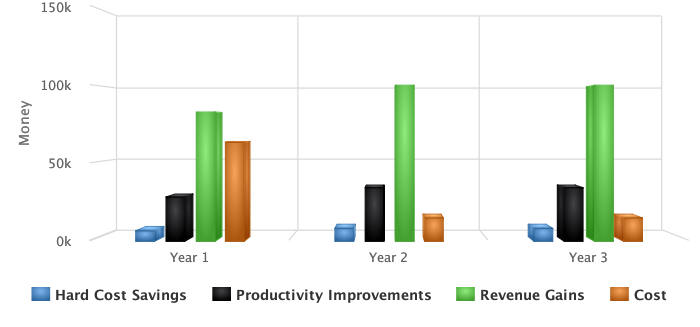 150k
100k
50k
0k
Money
Year 1 Year 2 Year 3
Hard Cost Savings Productivity Improvements Revenue Gains Cost